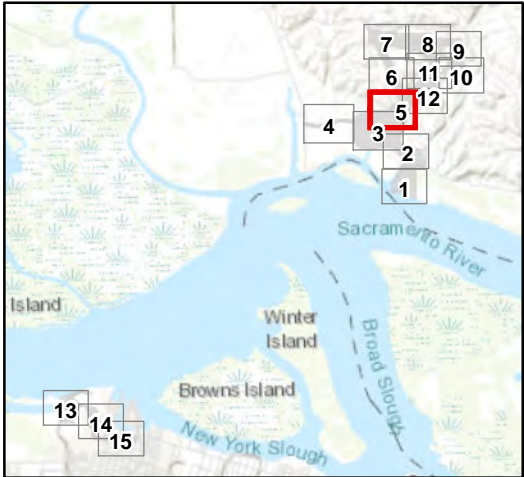 7 8 9
6 11 10
5 12
4 3
2
1
Sacramento River
Island
Winter
Island
Broad Slough
Browns Island
13
14
15
New York Slough